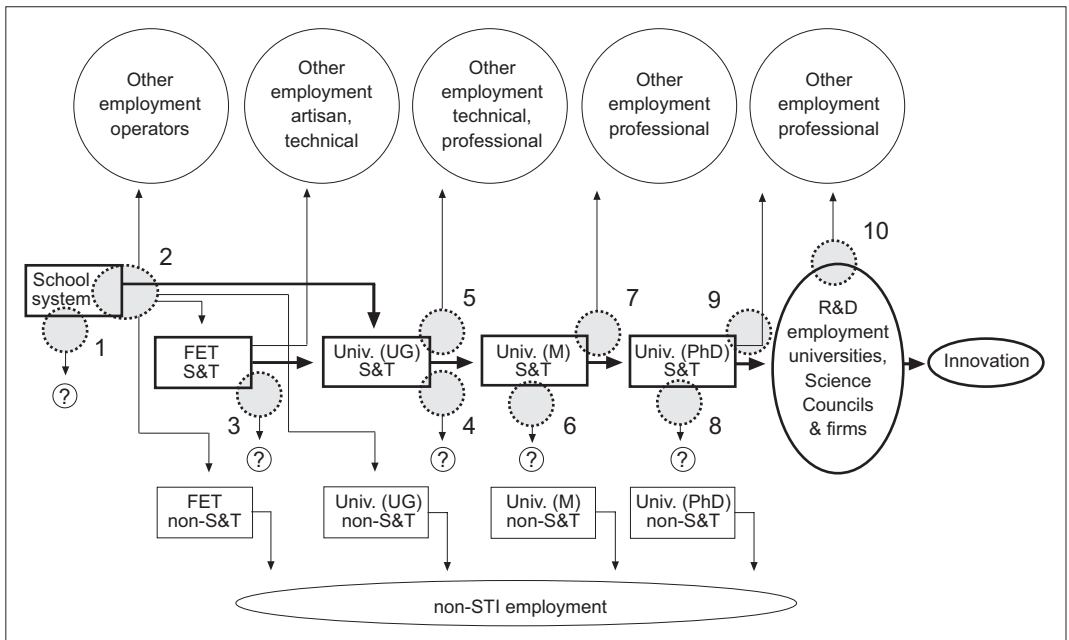 Other
employment
operators
Other
employment
artisan,
technical
Other
employment
technical,
professional
Other
employment
professional
Other
employment
professional
2
10
School
system
1
5
7
9
R&D
employment
universities,
Science
Councils
& firms
Innovation
FET
S&T
Univ. (UG)
S&T
Univ. (M)
S&T
Univ. (PhD)
S&T
3
4
6
8
?
?
?
?
?
FET
non-S&T
Univ. (UG)
non-S&T
Univ. (M)
non-S&T
Univ. (PhD)
non-S&T
non-STI employment